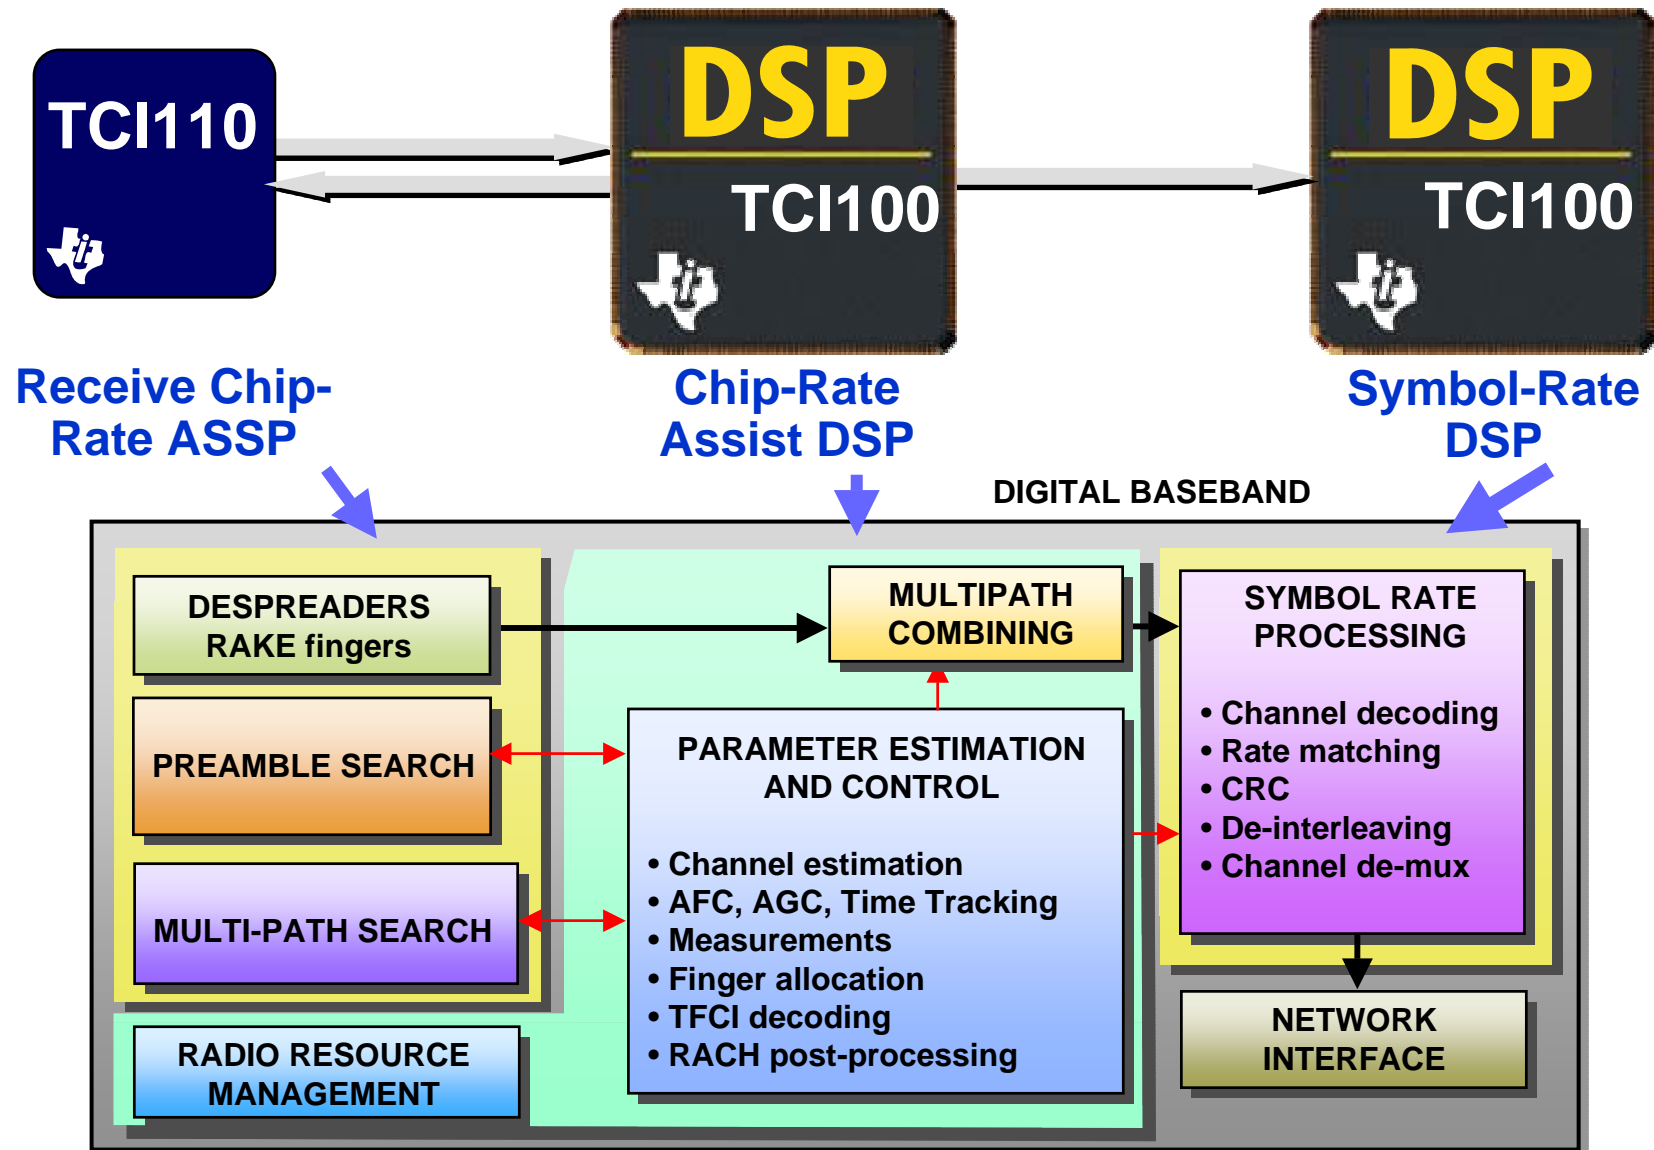 TCI110
DSP
TCI100
DSP
TCI100
Receive Chip-
Rate ASSP
Chip-Rate
Assist DSP
Symbol-Rate
DSP
DIGITAL BASEBAND
DESPREADERS
RAKE fingers
PREAMBLE SEARCH
MULTI-PATH SEARCH
RADIO RESOURCE
MANAGEMENT
MULTIPATH
COMBINING
PARAMETER ESTIMATION
AND CONTROL
• Channel estimation
• AFC, AGC, Time Tracking
• Measurements
• Finger allocation
• TFCI decoding
• RACH post-processing
SYMBOL RATE
PROCESSING
• Channel decoding
• Rate matching
• CRC
• De-interleaving
• Channel de-mux
NETWORK
INTERFACE